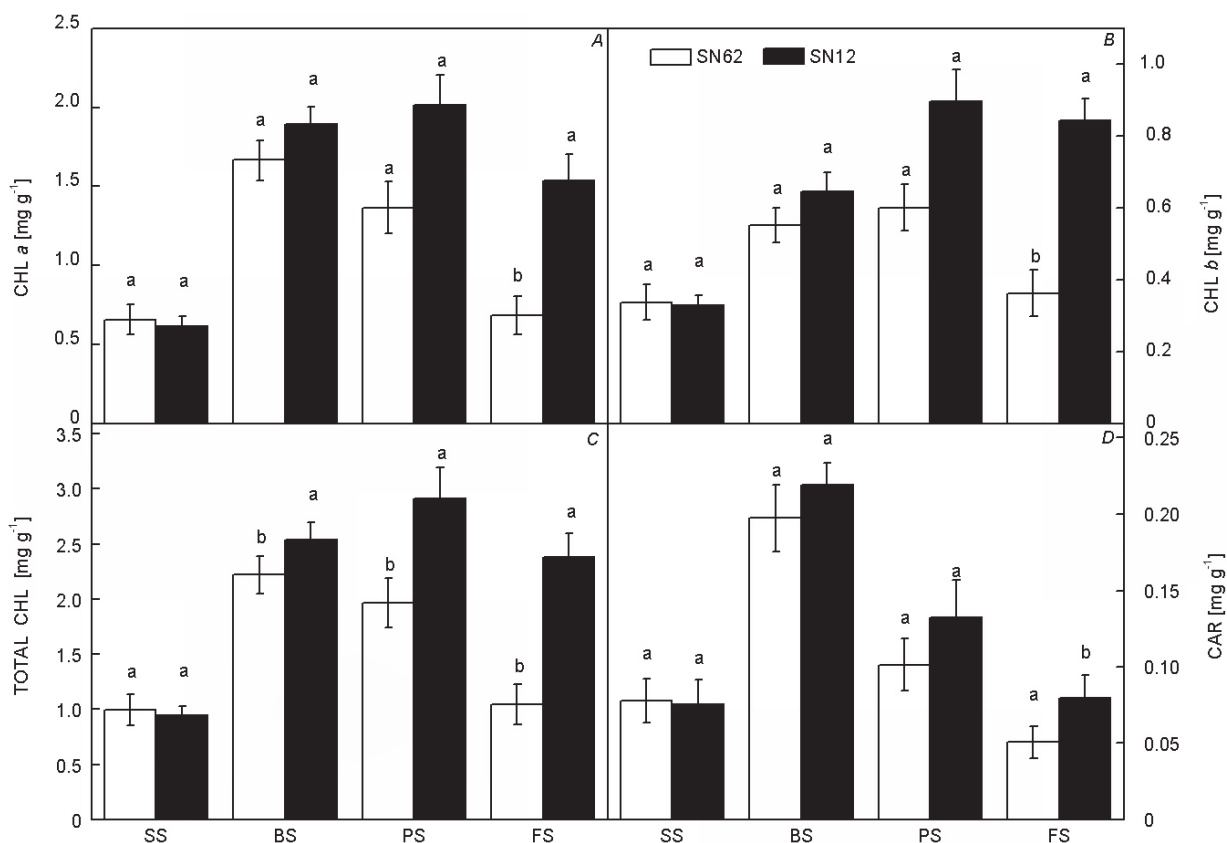 2.5
2.0
1.5
1.0
0.5
0
CHL a [mg g-1]
A
a a
a a
a a
b a
B
SN62 SN12
a a
a a
a a
b a
1.0
0.8
0.6
0.4
0.2
0
CHL b [mg g-1]
3.5
3.0
2.5
2.0
1.5
1.0
0.5
0
TOTAL CHL [mg g-1]
C
a a
b a
b a
b a
SS BS PS FS
D
a a
a a
a a
a b
SS BS PS FS
0.25
0.20
0.15
0.10
0.05
0
CAR [mg g-1]